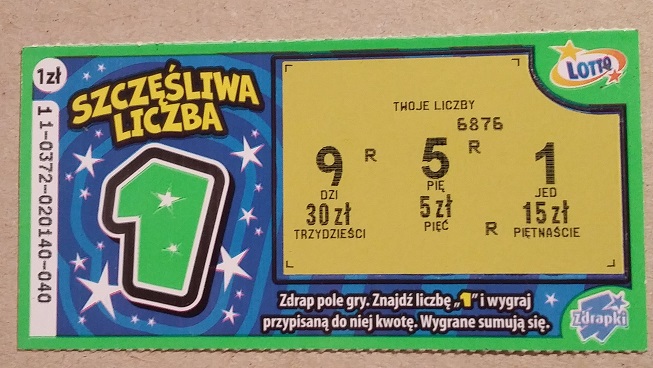 1zł
SZCZĘŚLIWA
LICZBA
LOTTO
11-0372-020140-040
1
TWOJE LICZBY
6876
9 R 5 R 1
DZI PIĘ JED
30 zł 5 zł 15 zł
TRZYDZIEŚCI PIĘĆ R PIĘTNAŚCIE
Zdrap pole gry. Znajdź liczbę „1" i wygraj
przypisaną do niej kwotę. Wygrane sumują się.
Zdrapki